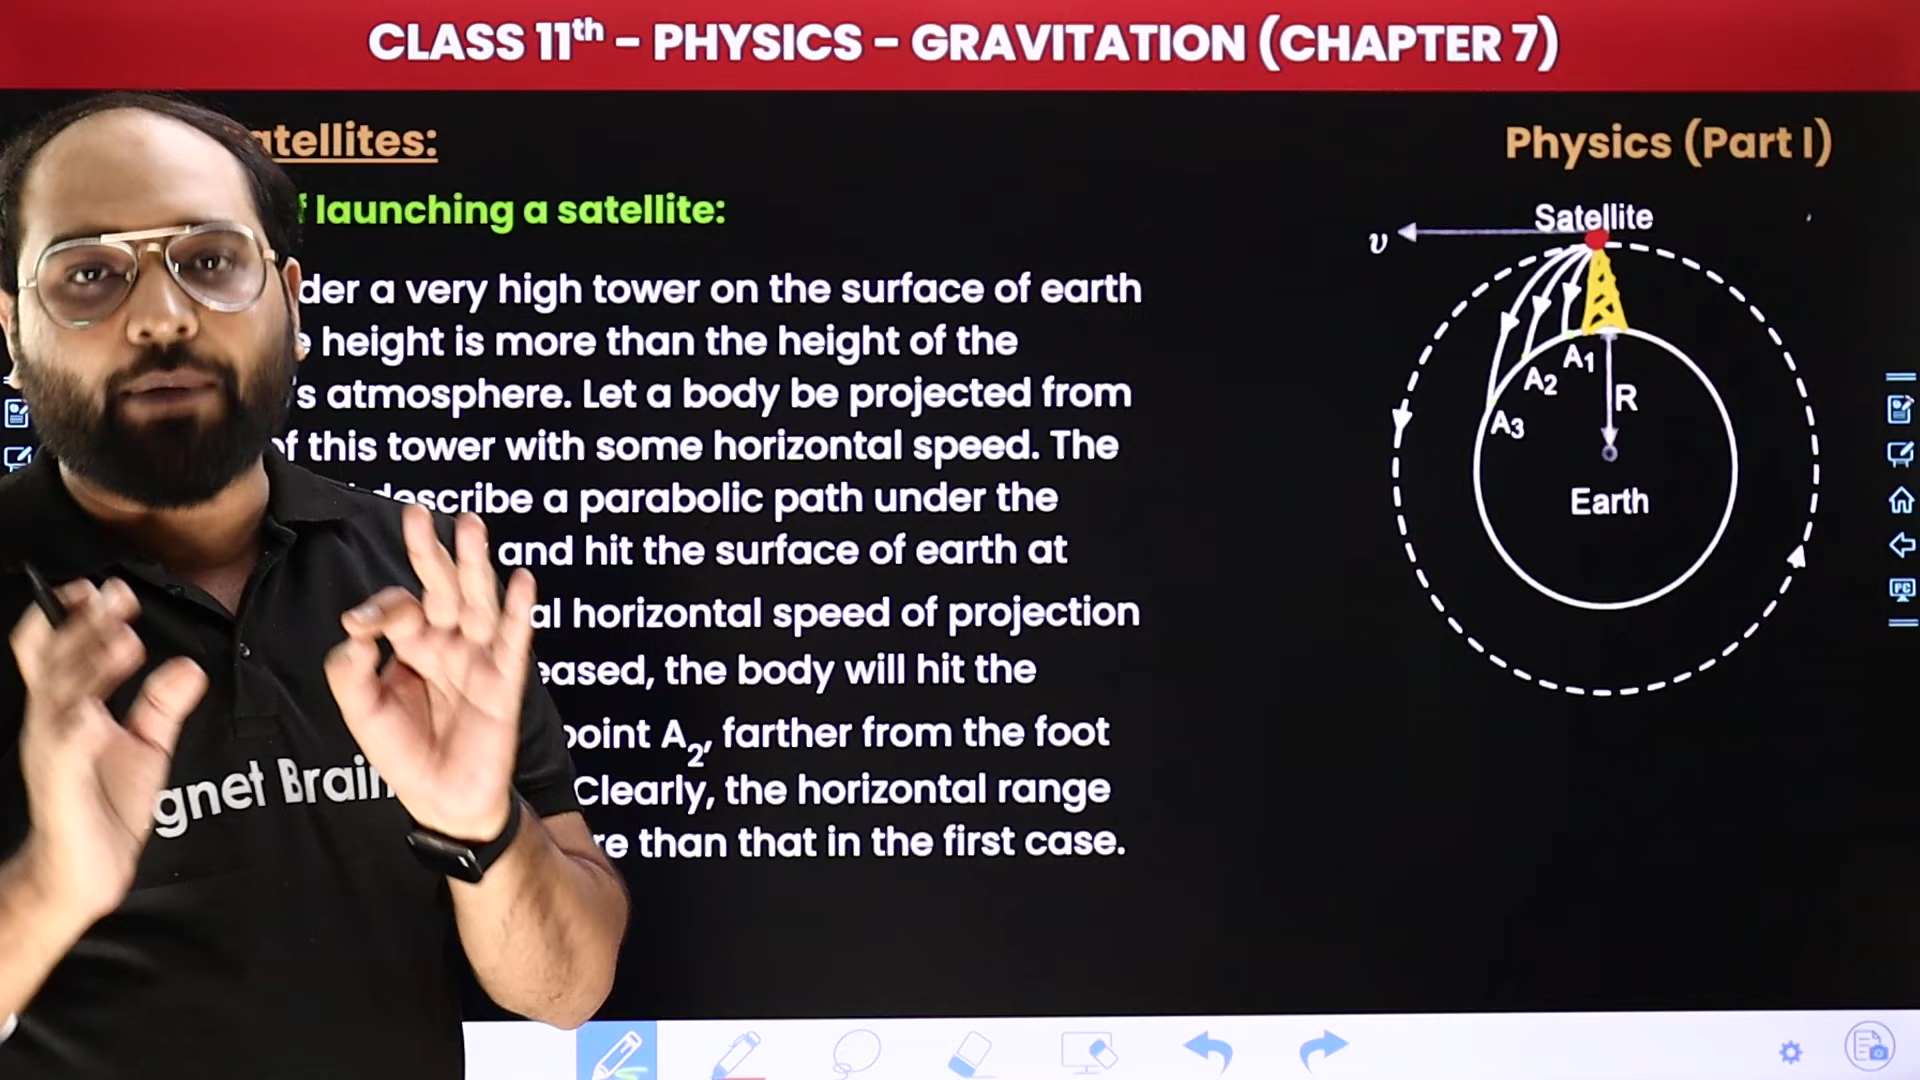 CLASS 11th - PHYSICS - GRAVITATION (CHAPTER 7)
atellites:
Physics (Part I)
f launching a satellite:
der a very high tower on the surface of earth
e height is more than the height of the
's atmosphere. Let a body be projected from
of this tower with some horizontal speed. The
describe a parabolic path under the
and hit the surface of earth at
al horizontal speed of projection
eased, the body will hit the
point A2, farther from the foot
Clearly, the horizontal range
re than that in the first case.
Satellite
υ
A1
A2
A3
R
Earth
gnet Brain
PC